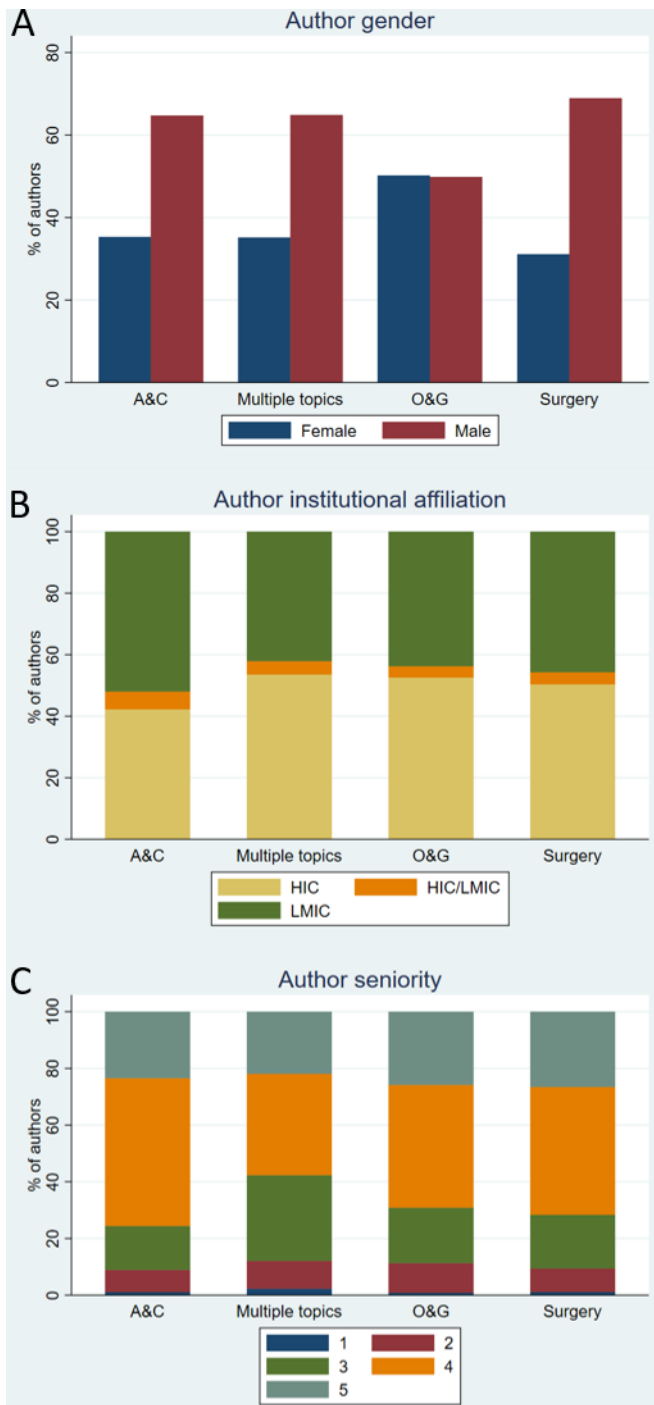 A
Author gender
% of authors
80
60
40
20
0
A&C Multiple topics O&G Surgery
Female Male
B
Author institutional affiliation
% of authors
100
80
60
40
20
0
A&C Multiple topics O&G Surgery
HIC HIC/LMIC
LMIC
C
Author seniority
% of authors
100
80
60
40
20
0
A&C Multiple topics O&G Surgery
1 2
3 4
5